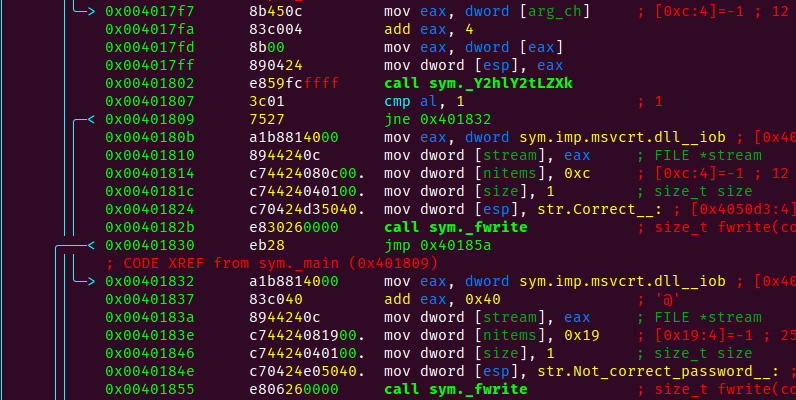 0x004017f7 8b450c mov eax, dword [arg_ch] ; [0xc:4]=-1 ; 12
0x004017fa 83c004 add eax, 4
0x004017fd 8b00 mov eax, dword [eax]
0x004017ff 890424 mov dword [esp], eax
0x00401802 e859fcffff call sym._Y2hlY2tLZXk
0x00401807 3c01 cmp al, 1 ; 1
0x00401809 7527 jne 0x401832
0x0040180b a1b8814000 mov eax, dword sym.imp.msvcrt.dll__iob ; [0x40
0x00401810 8944240c mov dword [stream], eax ; FILE *stream
0x00401814 c74424080c00. mov dword [nitems], 0xc ; [0xc:4]=-1 ; 12
0x0040181c c74424040100. mov dword [size], 1 ; size_t size
0x00401824 c70424d35040. mov dword [esp], str.Correct__: ; [0x4050d3:4]
0x0040182b e830260000 call sym._fwrite ; size_t fwrite(co
0x00401830 eb28 jmp 0x40185a
; CODE XREF from sym._main (0x401809)
0x00401832 a1b8814000 mov eax, dword sym.imp.msvcrt.dll__iob ; [0x40
0x00401837 83c040 add eax, 0x40 ; '@'
0x0040183a 8944240c mov dword [stream], eax ; FILE *stream
0x0040183e c74424081900. mov dword [nitems], 0x19 ; [0x19:4]=-1 ; 25
0x00401846 c74424040100. mov dword [size], 1 ; size_t size
0x0040184e c70424e05040. mov dword [esp], str.Not_correct_password__: ;
0x00401855 e806260000 call sym._fwrite ; size_t fwrite(co